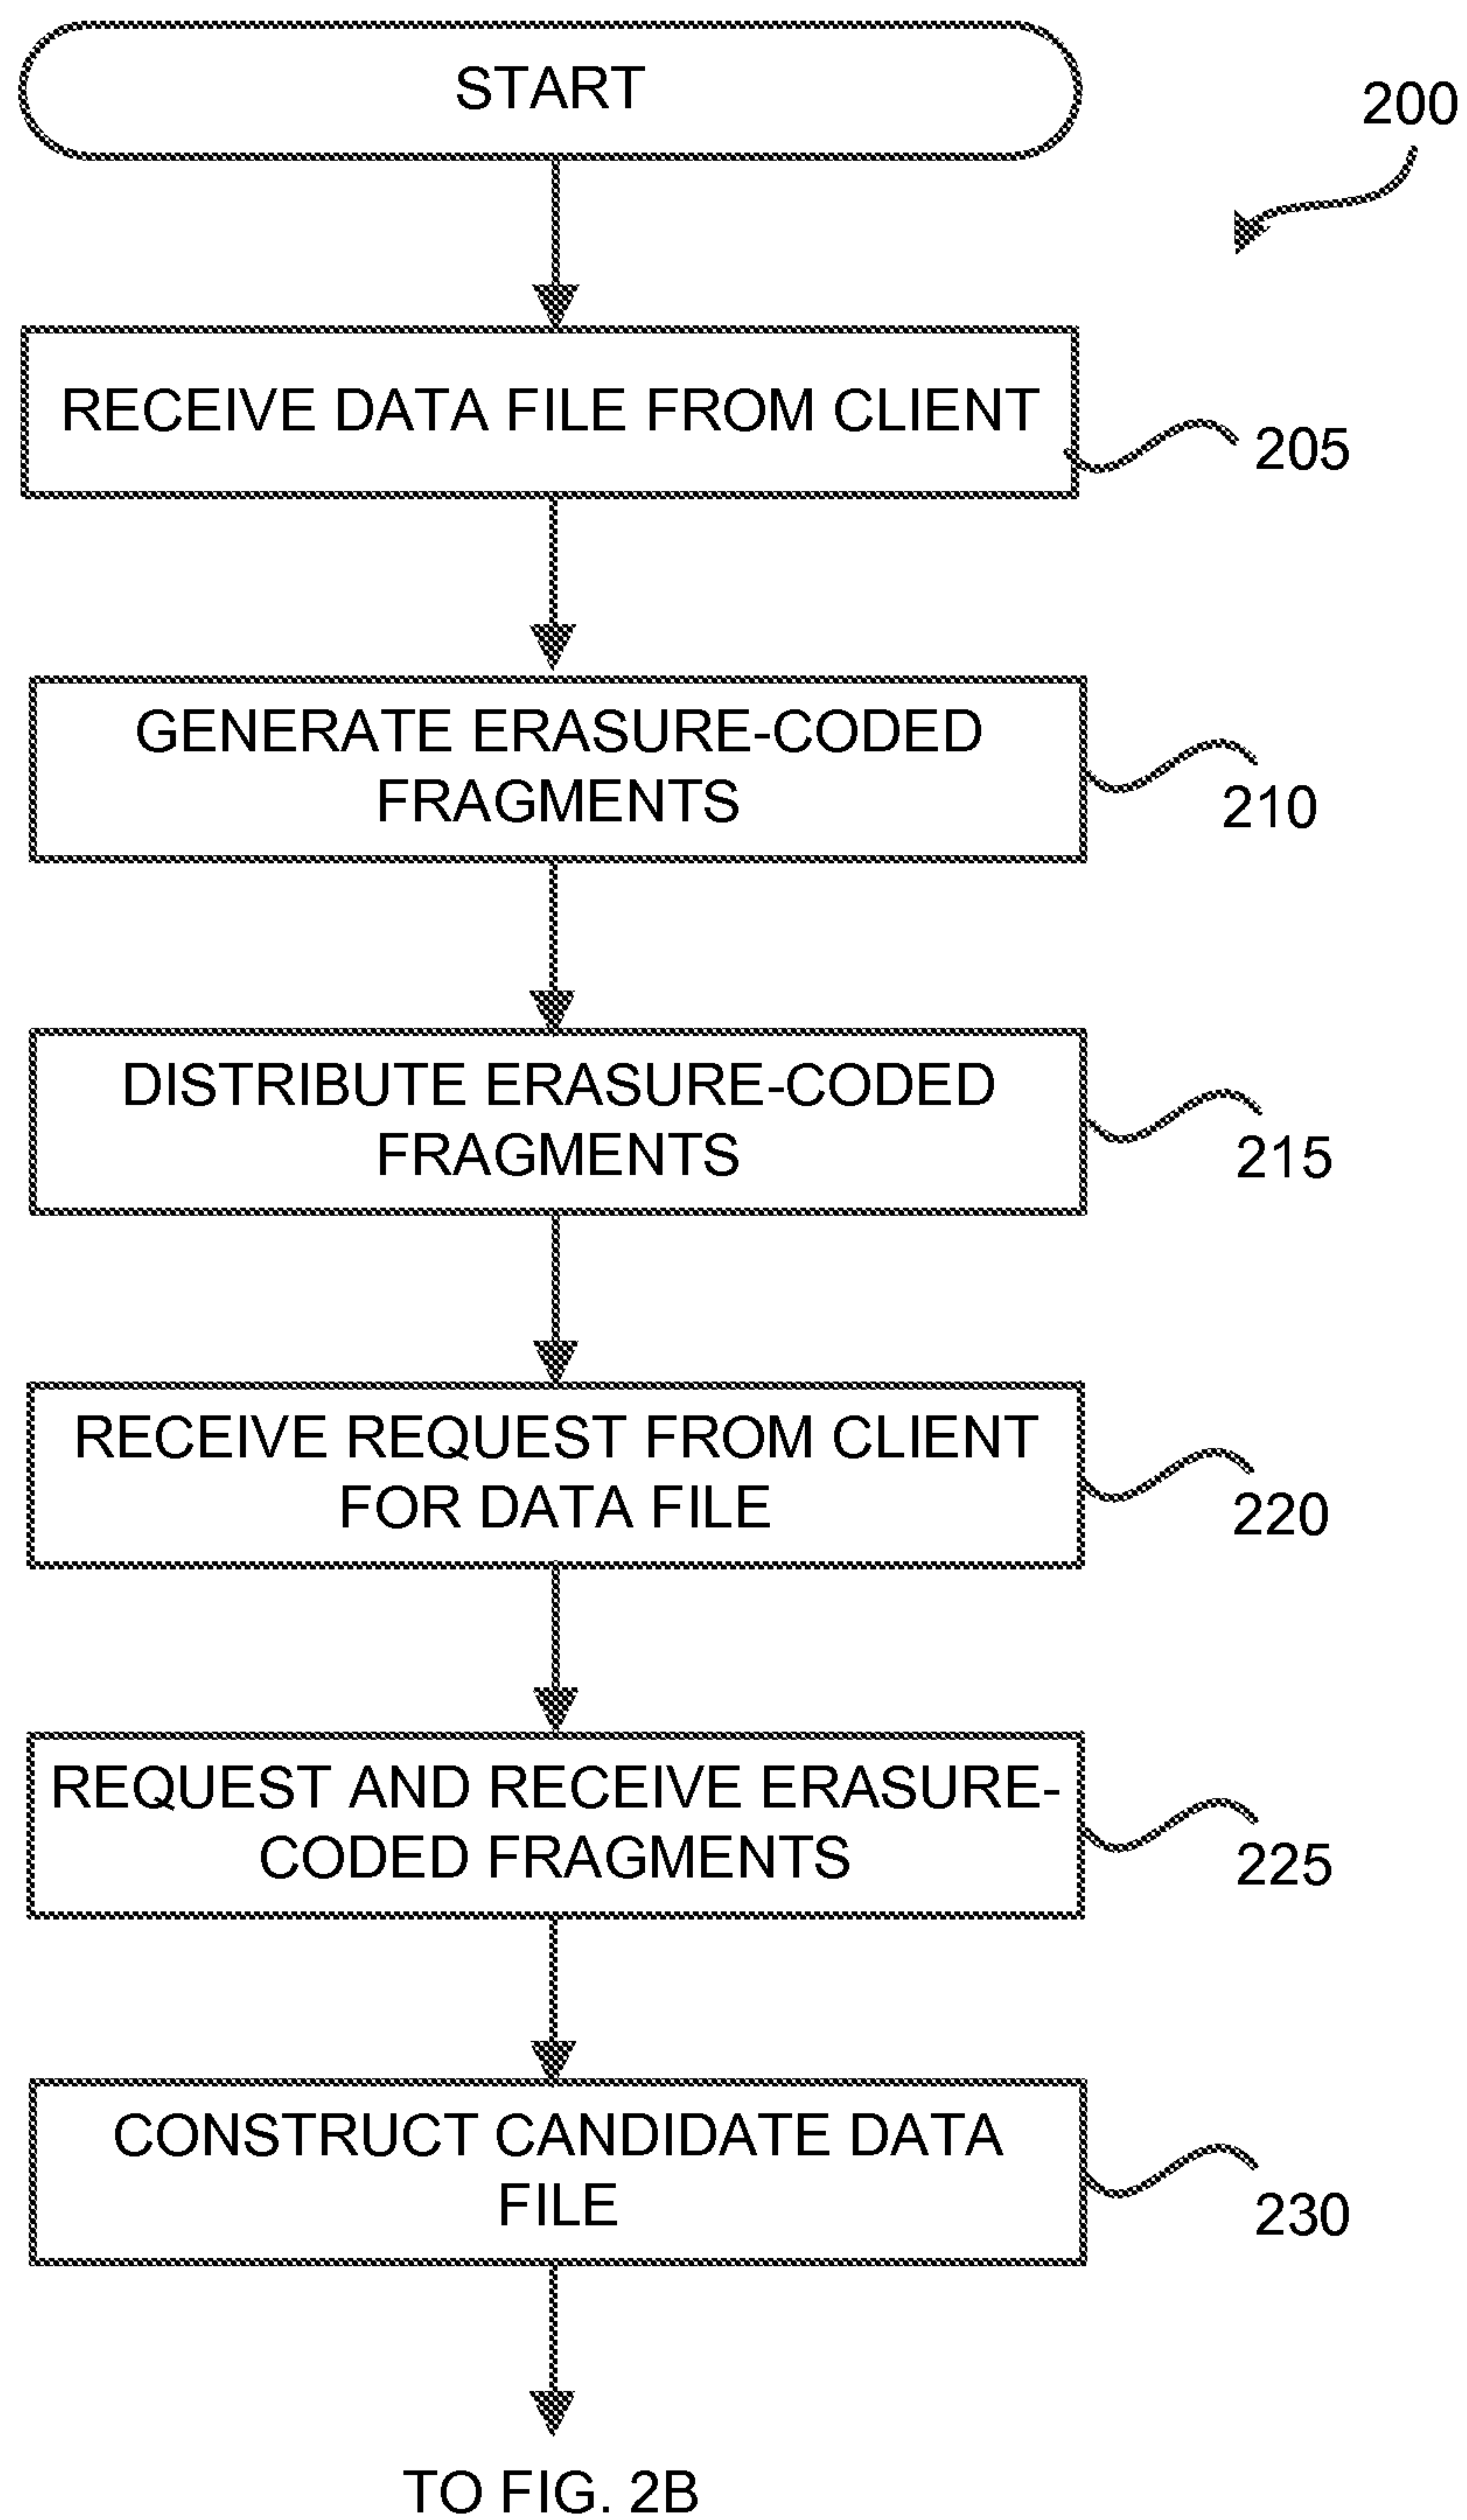 START
200
RECEIVE DATA FILE FROM CLIENT
205
GENERATE ERASURE-CODED
FRAGMENTS
210
DISTRIBUTE ERASURE-CODED
FRAGMENTS
215
RECEIVE REQUEST FROM CLIENT
FOR DATA FILE
220
REQUEST AND RECEIVE ERASURE-
CODED FRAGMENTS
225
CONSTRUCT CANDIDATE DATA
FILE
230
TO FIG. 2B